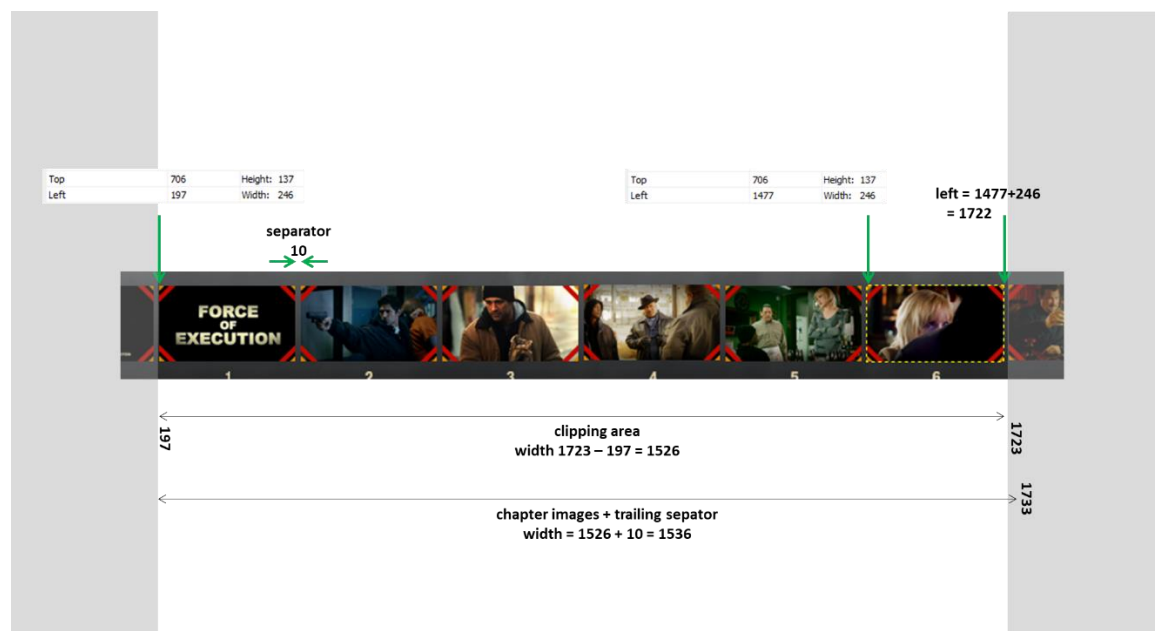 Top 706 Height: 137
Left 197 Width: 246
Top 706 Height: 137
Left 1477 Width: 246
left = 1477+246
= 1722
separator
10
FORCE
OF
EXECUTION
1 2 3 4 5 6
197
1723
clipping area
width 1723 – 197 = 1526
1733
chapter images + trailing sepator
width = 1526 + 10 = 1536